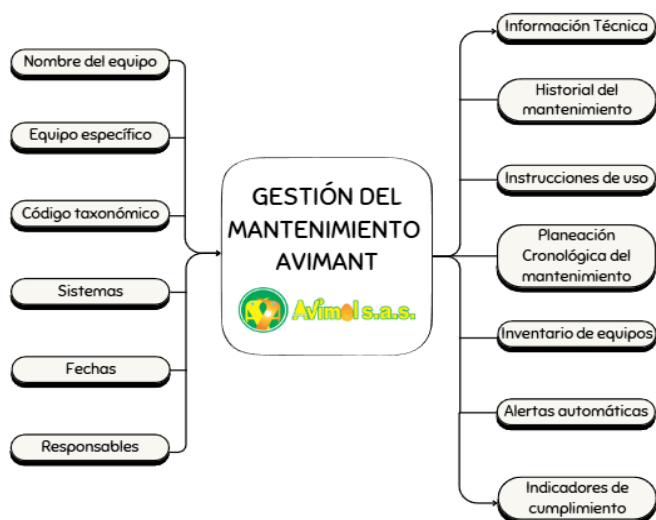 Nombre del equipo
Equipo específico
Código taxonómico
Sistemas
Fechas
Responsables
GESTIÓN DEL
MANTENIMIENTO
AVIMANT
Avimol s.a.s.
Información Técnica
Historial del
mantenimiento
Instrucciones de uso
Planeación
Cronológica del
mantenimiento
Inventario de equipos
Alertas automáticas
Indicadores de
cumplimiento